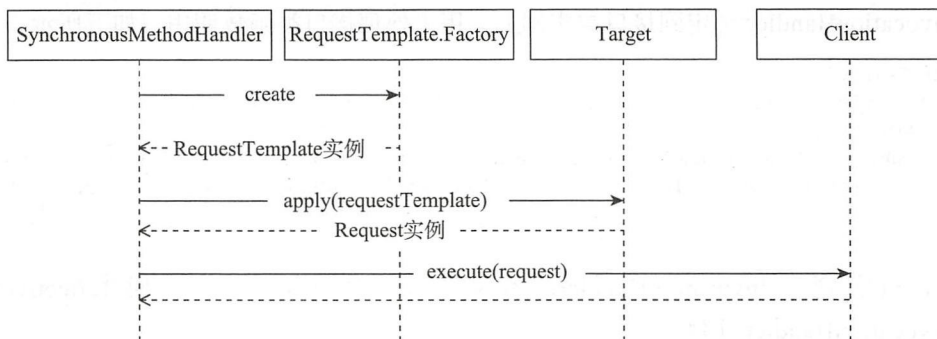 SynchronousMethodHandler RequestTemplate.Factory Target Client
create
RequestTemplate实例
apply(requestTemplate)
Request实例
execute(request)